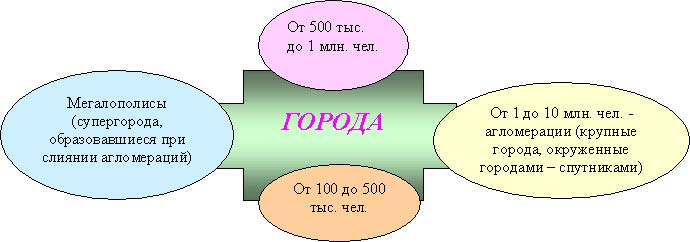 От 500 тыс.
до 1 млн. чел.
Мегалополисы
(супергорода,
образовавшиеся при
слиянии агломераций)
ГОРОДА
От 1 до 10 млн. чел. -
агломерации (крупные
города, окруженные
городами – спутниками)
От 100 до 500
тыс. чел.